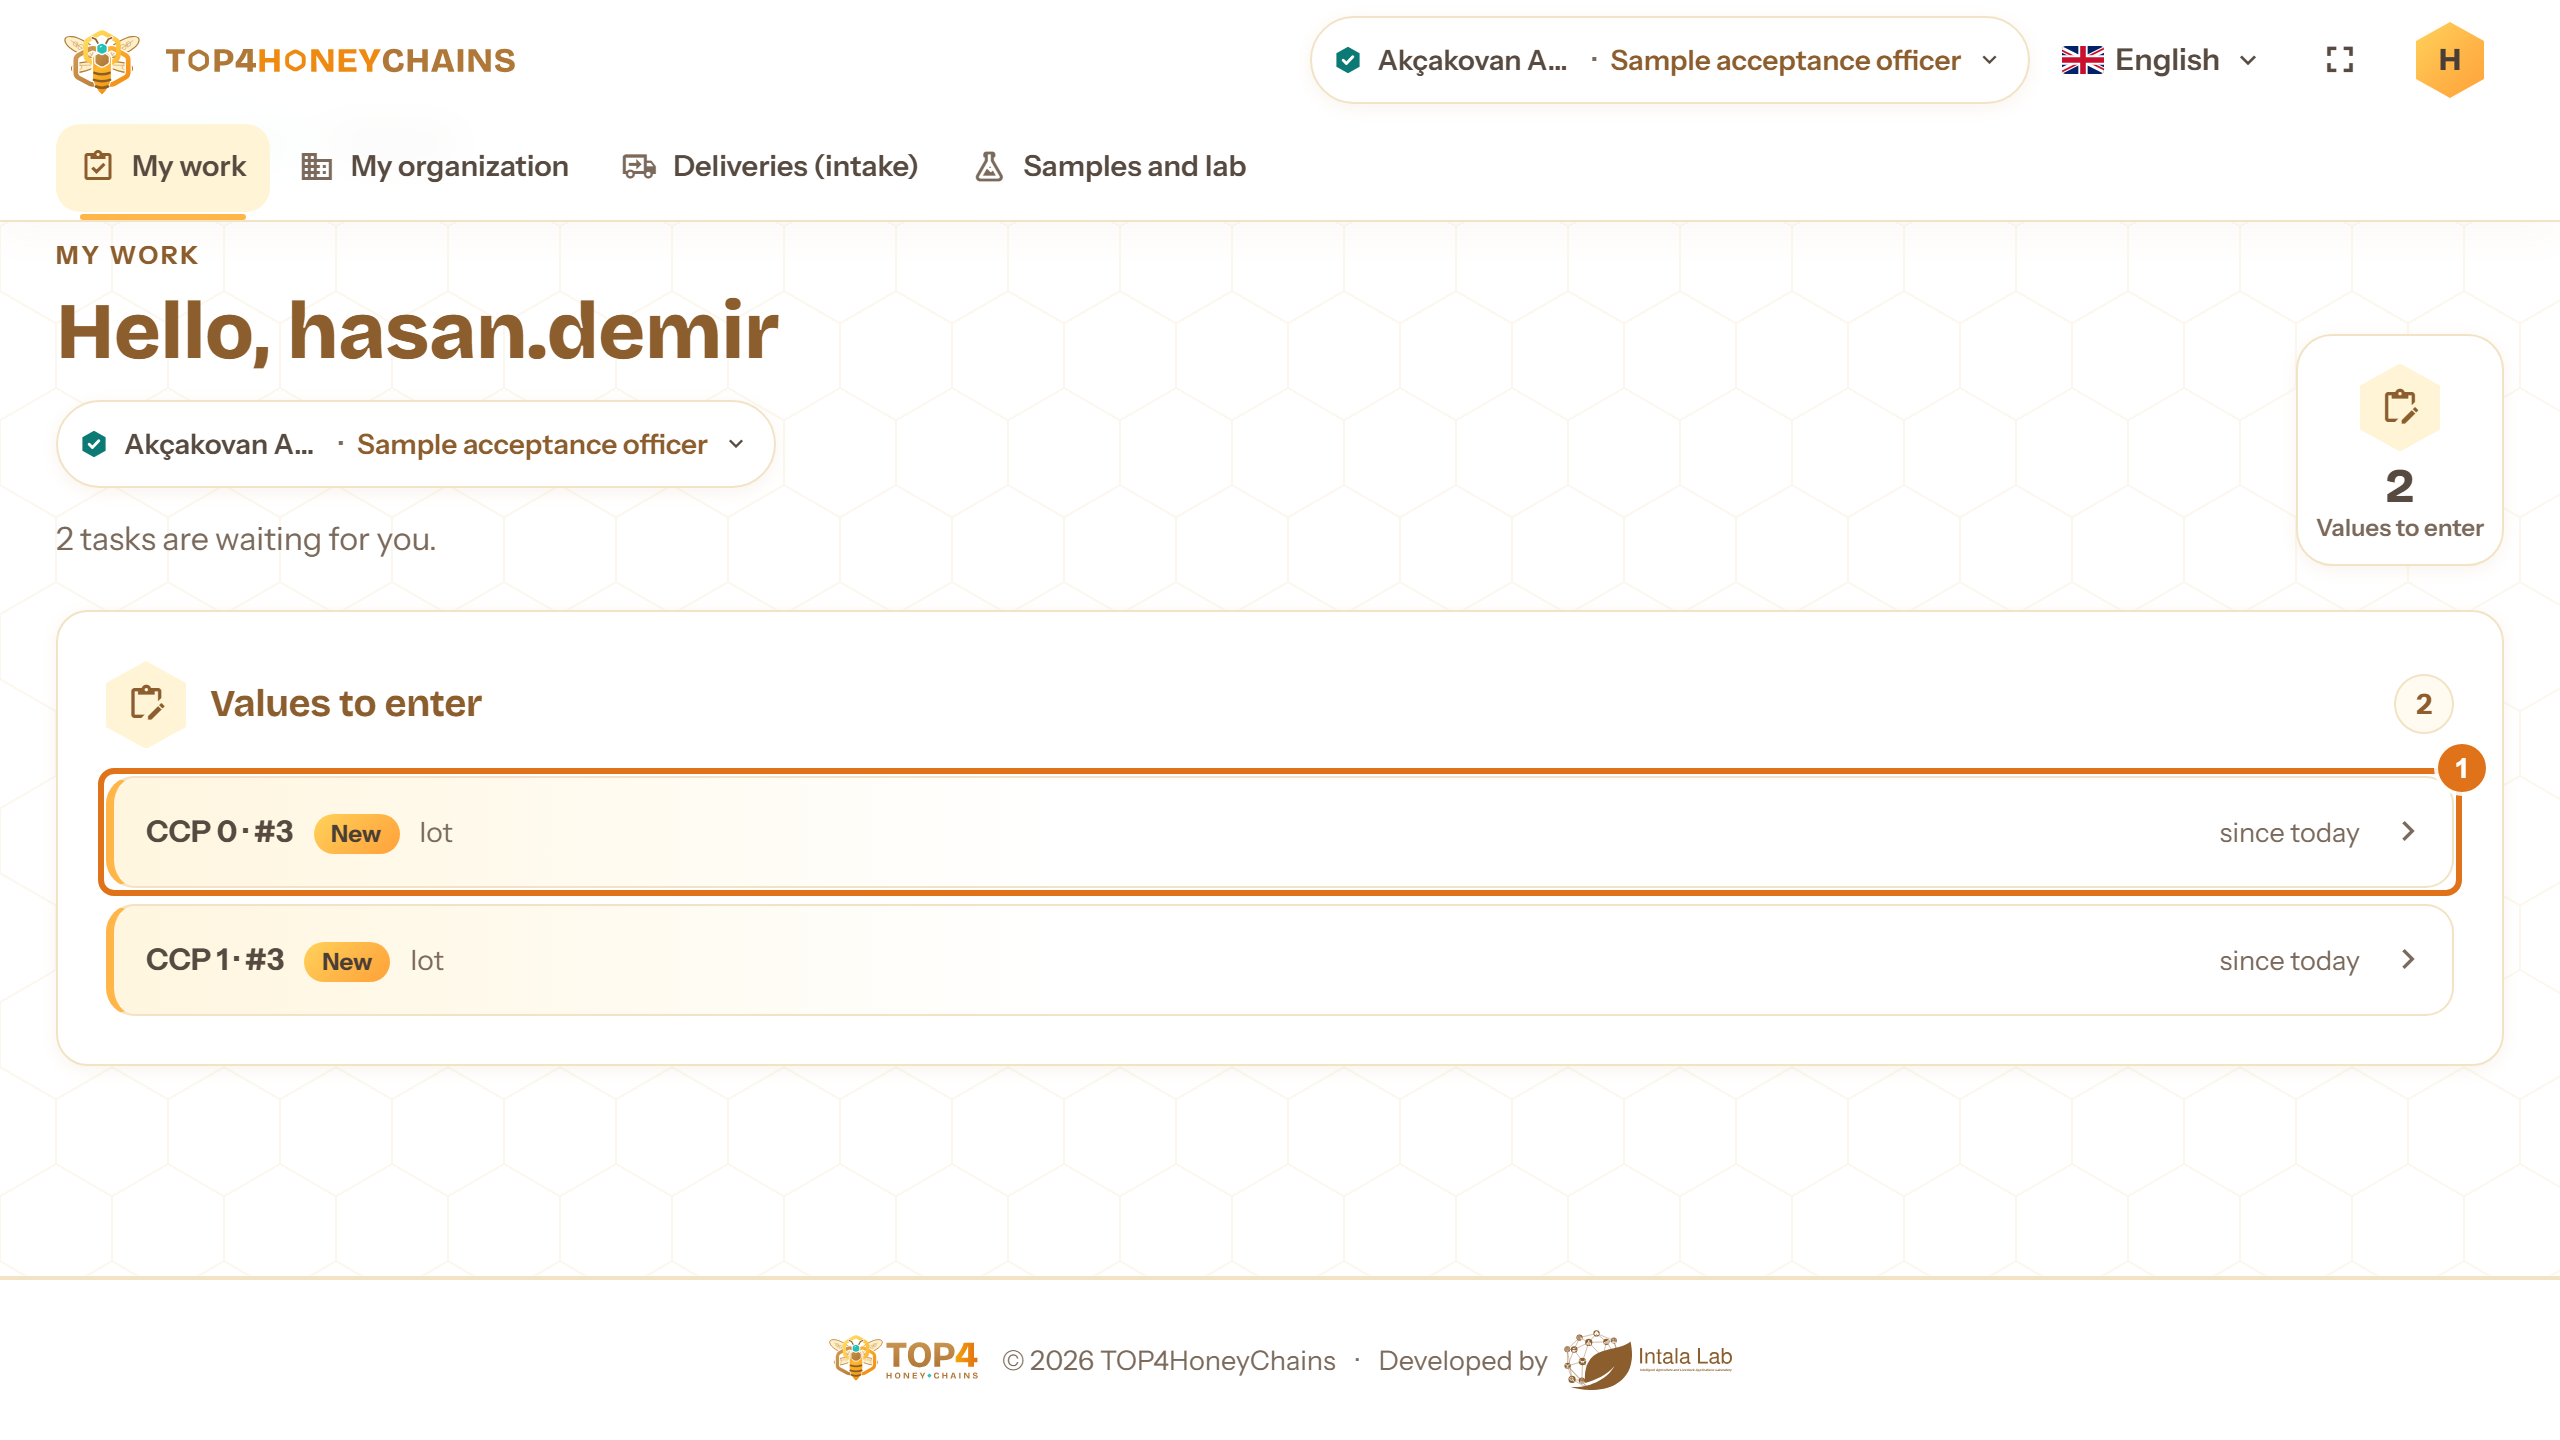 TOP4HONEYCHAINS
Akçakovan A... · Sample acceptance officer
English
H
My work
My organization
Deliveries (intake)
Samples and lab
MY WORK
Hello, hasan.demir
Akçakovan A... · Sample acceptance officer
2 tasks are waiting for you.
2
Values to enter
Values to enter
2
1
CCP 0 · #3 New lot since today
CCP 1 · #3 New lot since today
TOP4
HONEY CHAINS
© 2026 TOP4HoneyChains · Developed by
Intala Lab